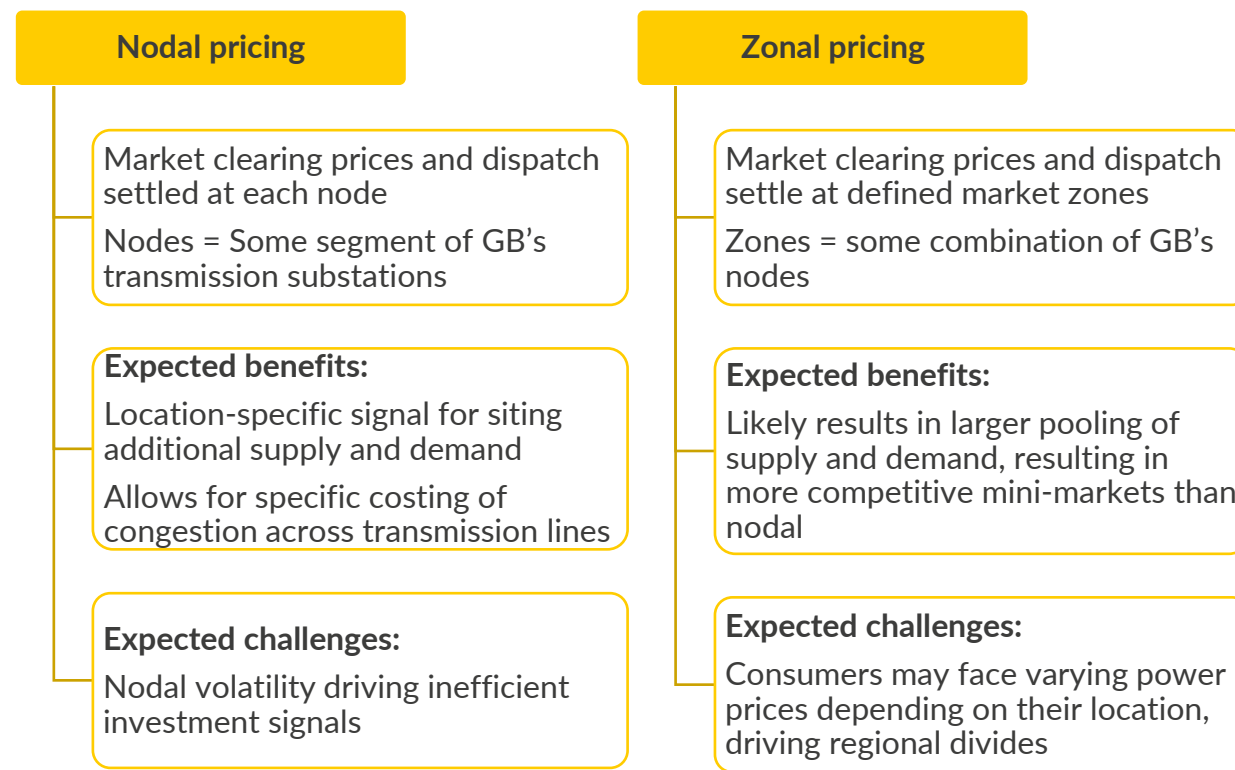 Nodal pricing
Market clearing prices and dispatch
settled at each node
Nodes = Some segment of GB’s
transmission substations
Expected benefits:
Location-specific signal for siting
additional supply and demand
Allows for specific costing of
congestion across transmission lines
Expected challenges:
Nodal volatility driving inefficient
investment signals
Zonal pricing
Market clearing prices and dispatch
settle at defined market zones
Zones = some combination of GB’s
nodes
Expected benefits:
Likely results in larger pooling of
supply and demand, resulting in
more competitive mini-markets than
nodal
Expected challenges:
Consumers may face varying power
prices depending on their location,
driving regional divides